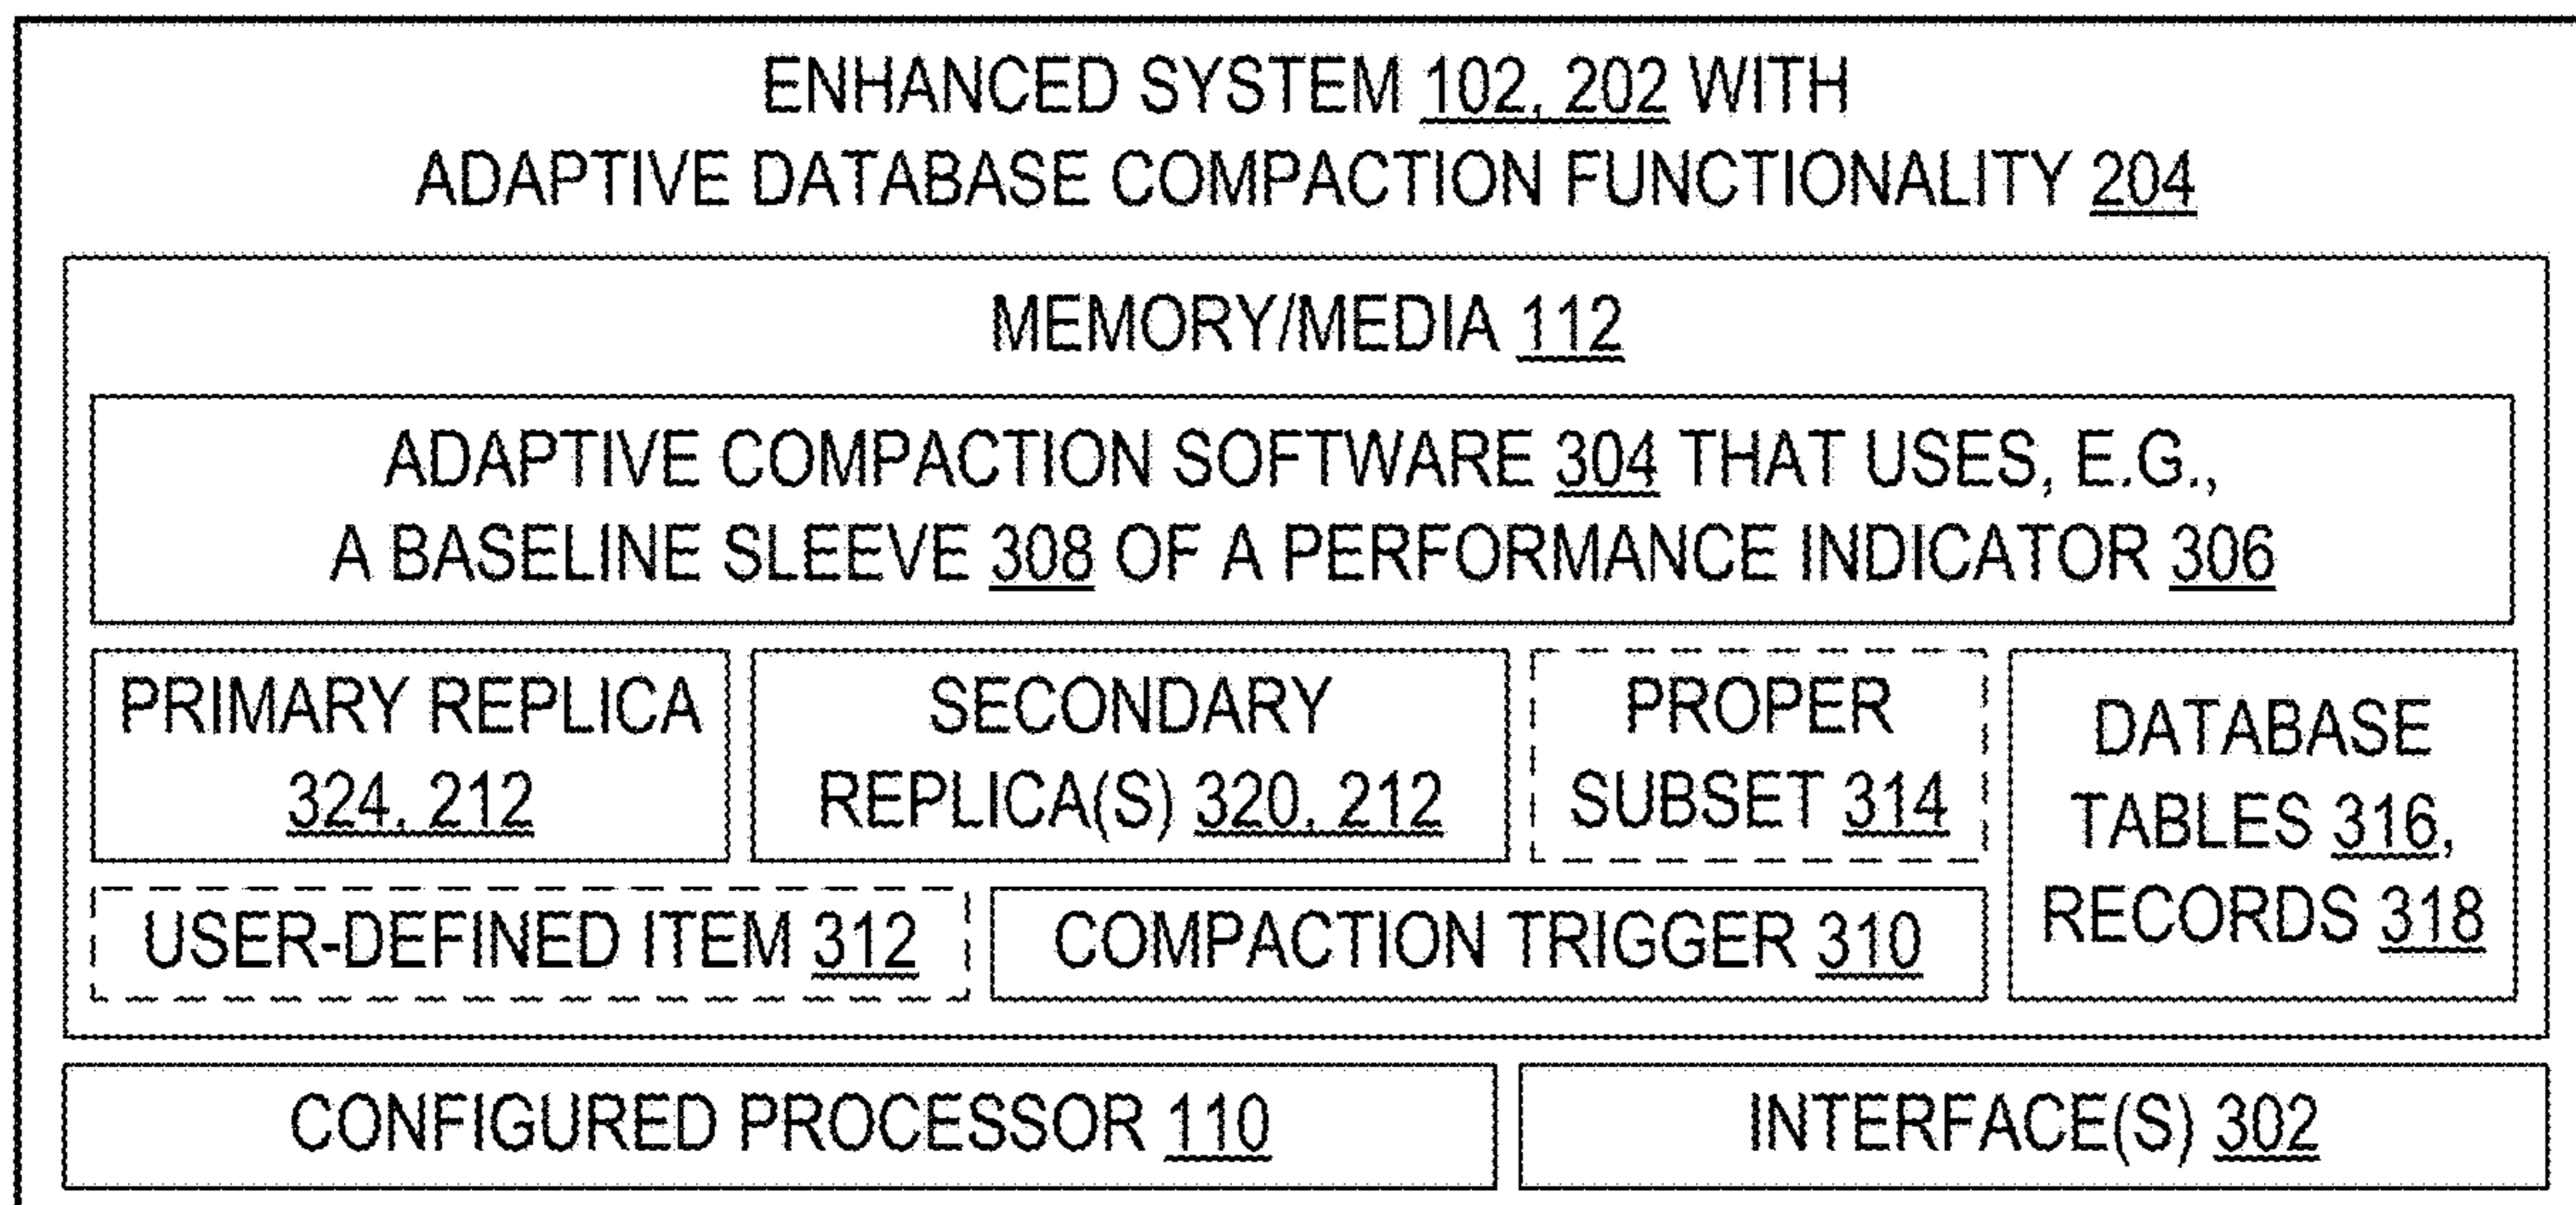 ENHANCED SYSTEM 102, 202 WITH
ADAPTIVE DATABASE COMPACTION FUNCTIONALITY 204
MEMORY/MEDIA 112
ADAPTIVE COMPACTION SOFTWARE 304 THAT USES, E.G.,
A BASELINE SLEEVE 308 OF A PERFORMANCE INDICATOR 306
PRIMARY REPLICA
324, 212
SECONDARY
REPLICA(S) 320, 212
PROPER
SUBSET 314
DATABASE
TABLES 316,
RECORDS 318
USER-DEFINED ITEM 312
COMPACTION TRIGGER 310
CONFIGURED PROCESSOR 110
INTERFACE(S) 302